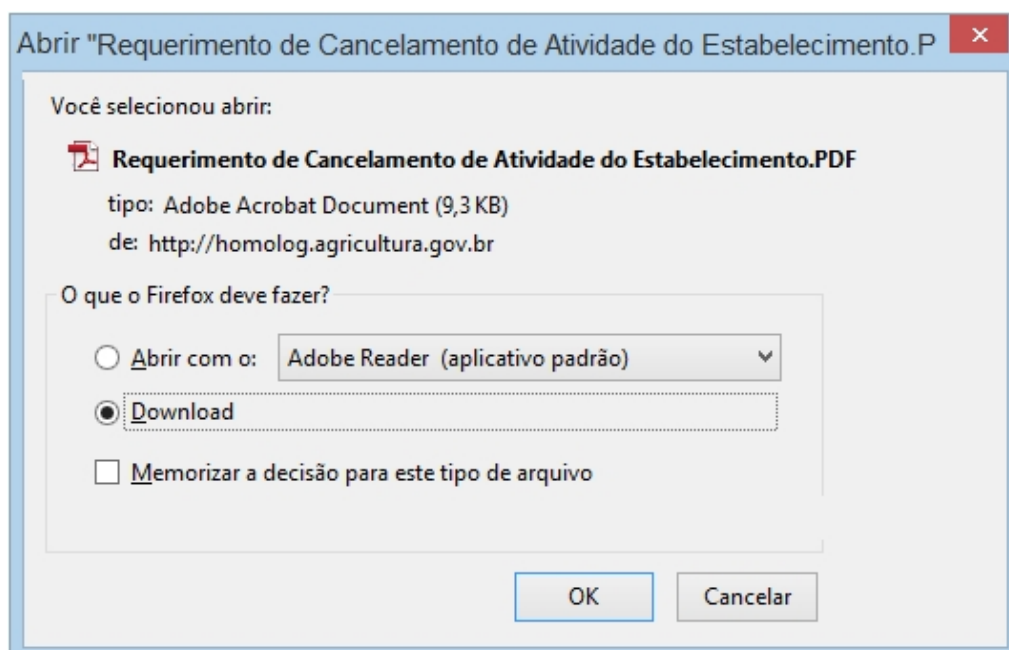 Abrir "Requerimento de Cancelamento de Atividade do Estabelecimento.P
Você selecionou abrir:
Requerimento de Cancelamento de Atividade do Estabelecimento.PDF
tipo: Adobe Acrobat Document (9,3 KB)
de: http://homolog.agricultura.gov.br
O que o Firefox deve fazer?
Abrir com o: Adobe Reader (aplicativo padrão)
Download
Memorizar a decisão para este tipo de arquivo
OK Cancelar